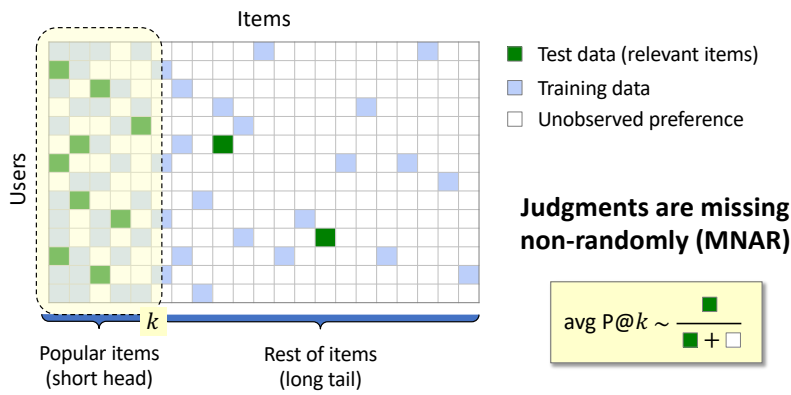 Items
Users
Test data (relevant items)
Training data
Unobserved preference
Judgments are missing
non-randomly (MNAR)
avg P@k ~ ■ / ■ + □
k
Popular items
(short head)
Rest of items
(long tail)